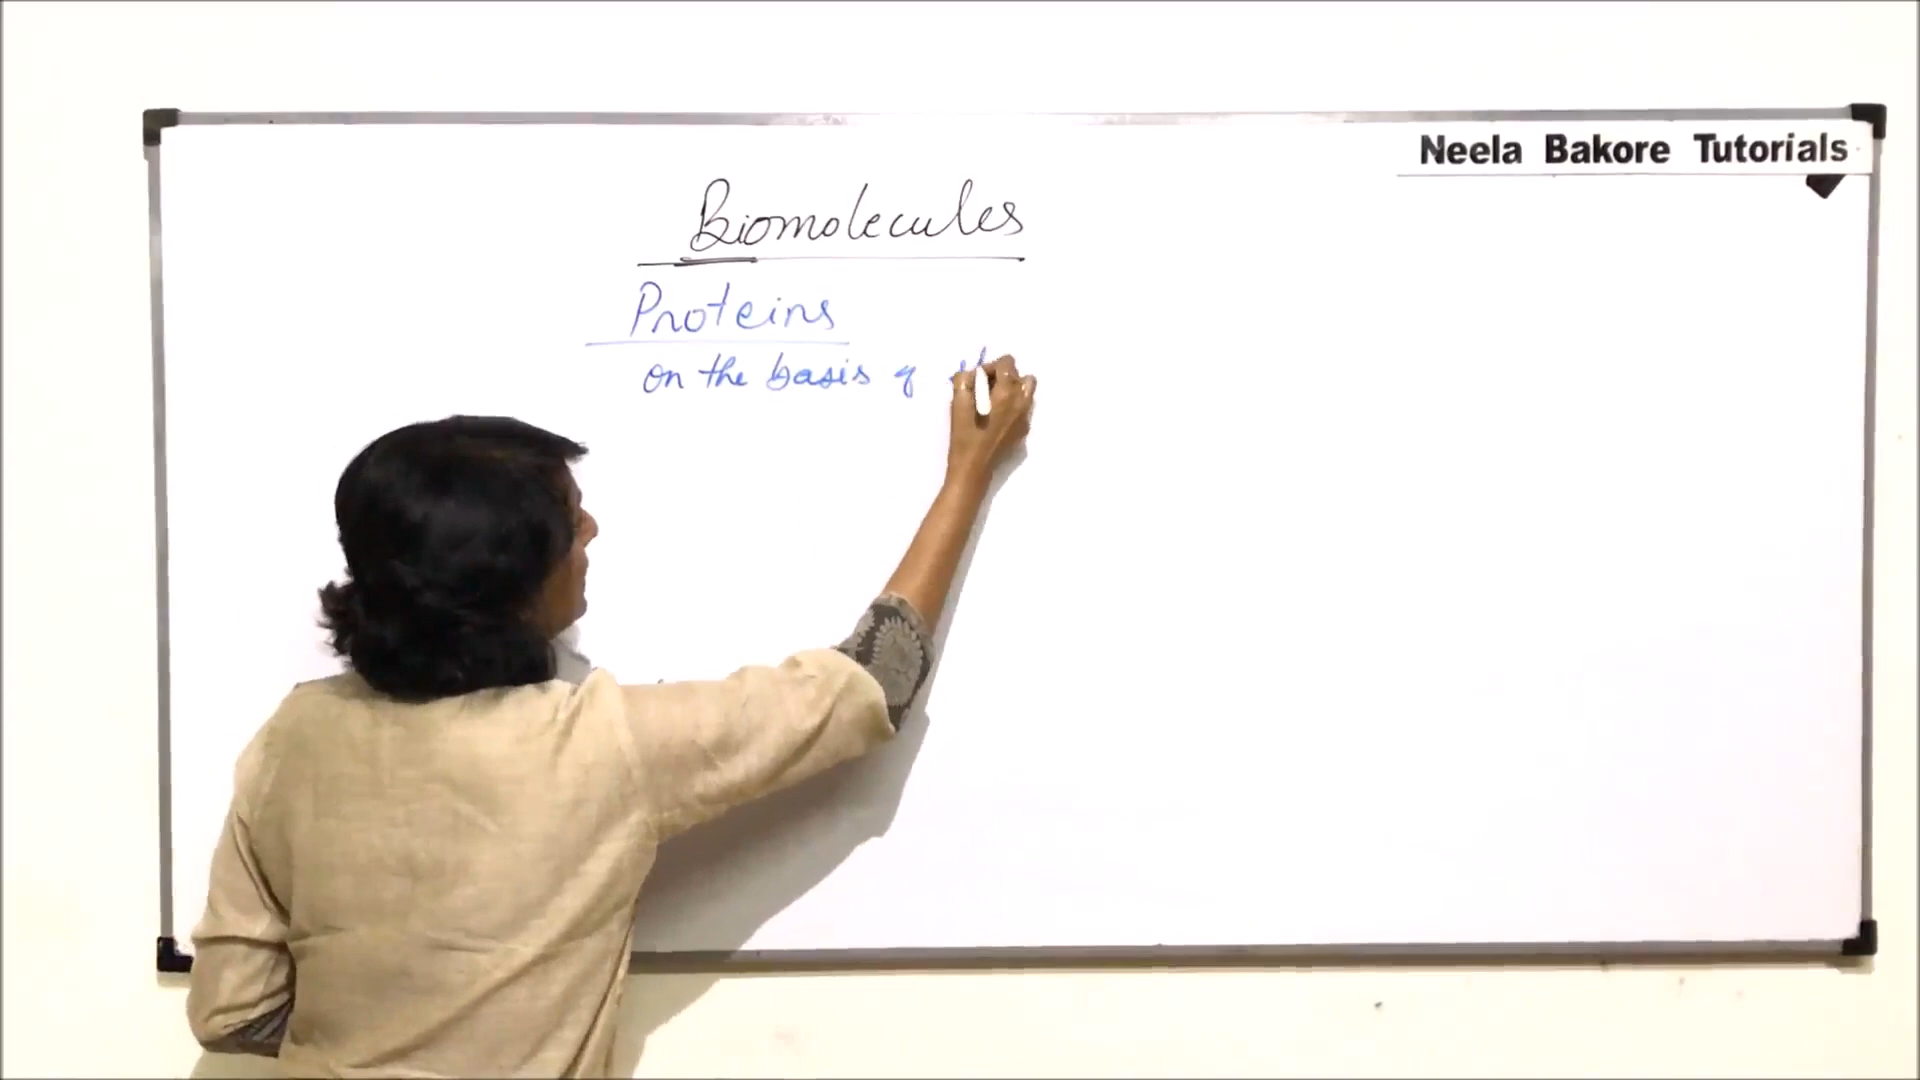 Neela Bakore Tutorials
Biomolecules
Proteins
on the basis of